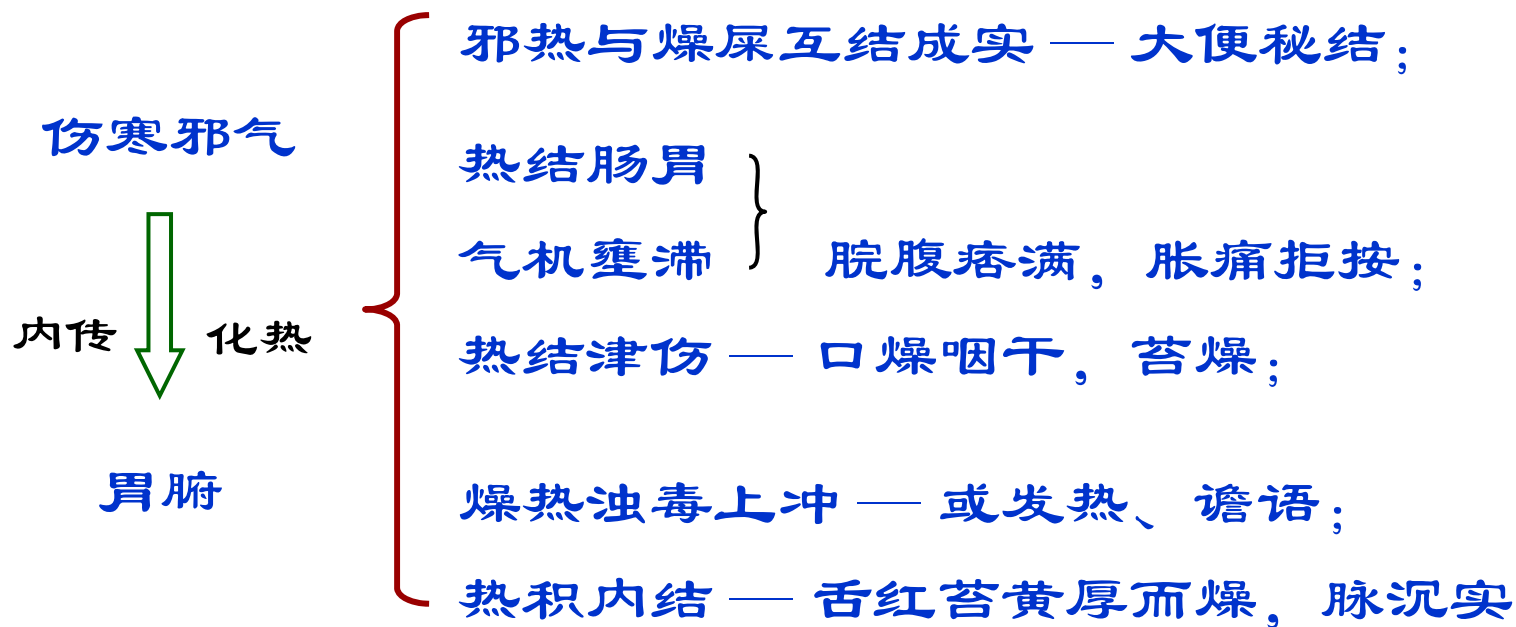 邪热与燥屎互结成实 — 大便秘结；
伤寒邪气
热结肠胃
气机壅滞 脘腹痞满，胀痛拒按；
内传 化热
热结津伤 — 口燥咽干，苔燥；
胃腑
燥热浊毒上冲 — 或发热、谵语；
热积内结 — 舌红苔黄厚而燥，脉沉实